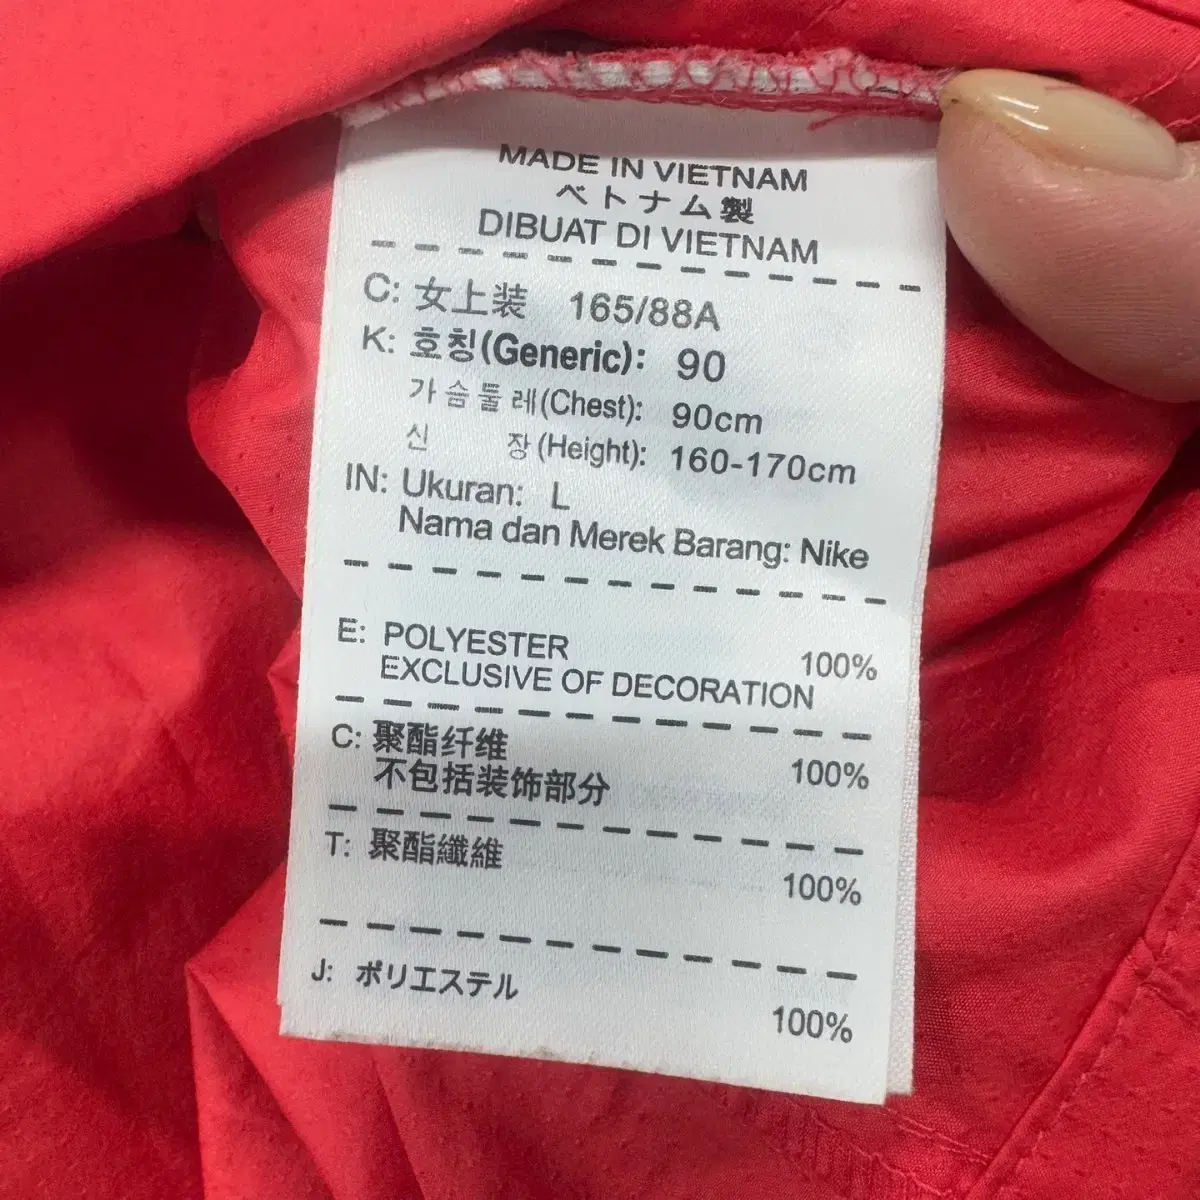 MADE IN VIETNAM
ベトナム製
DIBUAT DI VIETNAM
C: 女上装 165/88A
K: 호칭(Generic): 90
가슴둘레(Chest): 90cm
신 장(Height): 160-170cm
IN: Ukuran: L
Nama dan Merek Barang: Nike
E: POLYESTER 100%
EXCLUSIVE OF DECORATION
C: 聚酯纤维 100%
不包括装饰部分
T: 聚酯纖維 100%
J: ポリエステル 100%